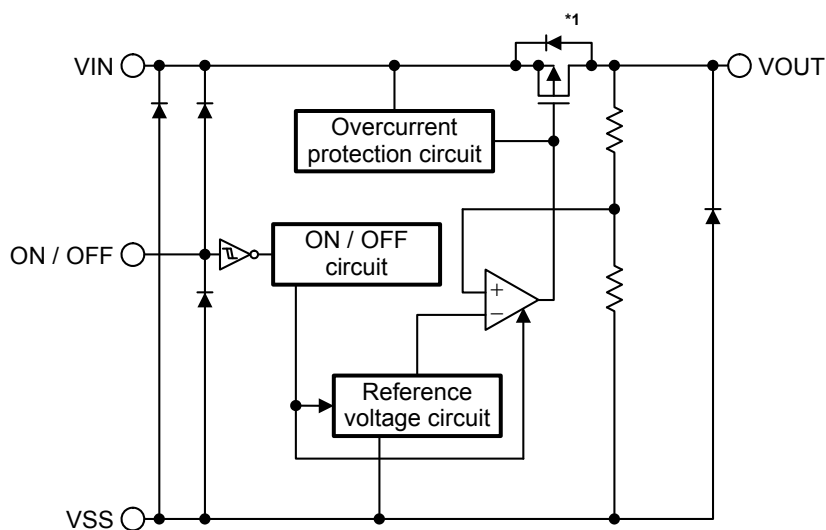 *1
VIN
VOUT
Overcurrent
protection circuit
ON / OFF
ON / OFF
circuit
+
−
Reference
voltage circuit
VSS